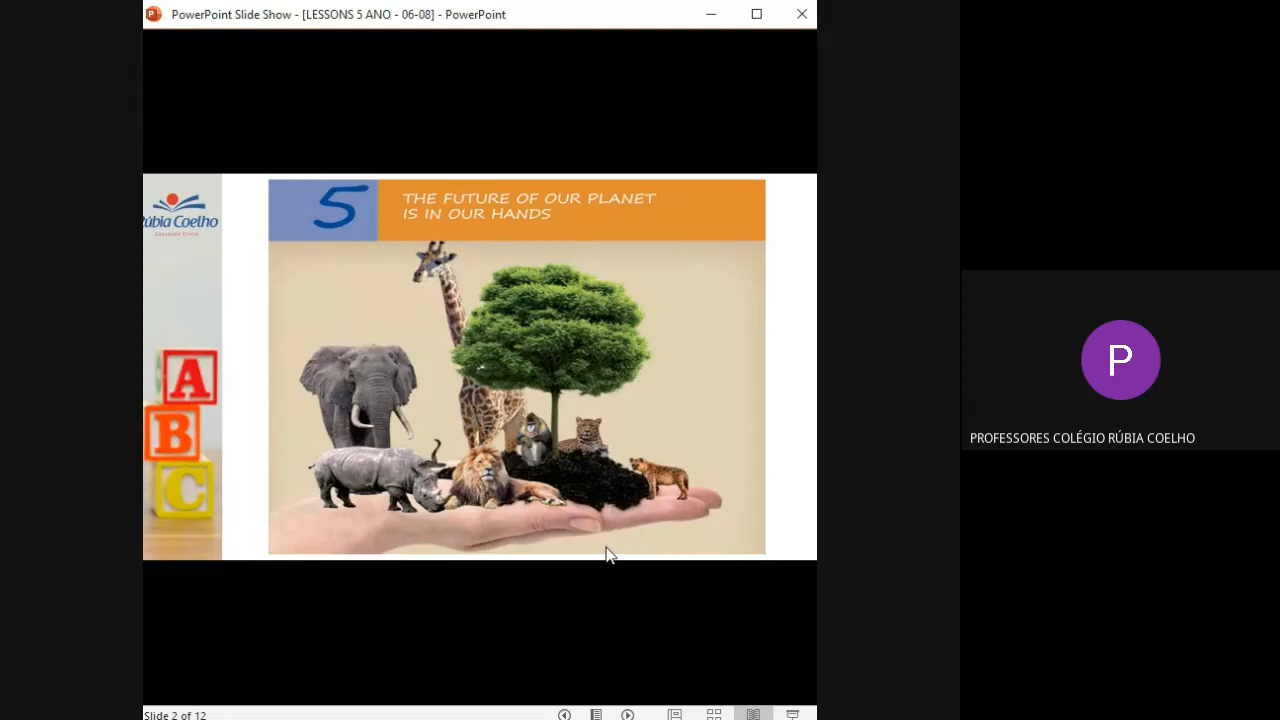 PowerPoint Slide Show - [LESSONS 5 ANO - 06-08] - PowerPoint
5
THE FUTURE OF OUR PLANET
IS IN OUR HANDS
Rúbia Coelho
A
B
C
P
PROFESSORES COLÉGIO RÚBIA COELHO
Slide 2 of 12